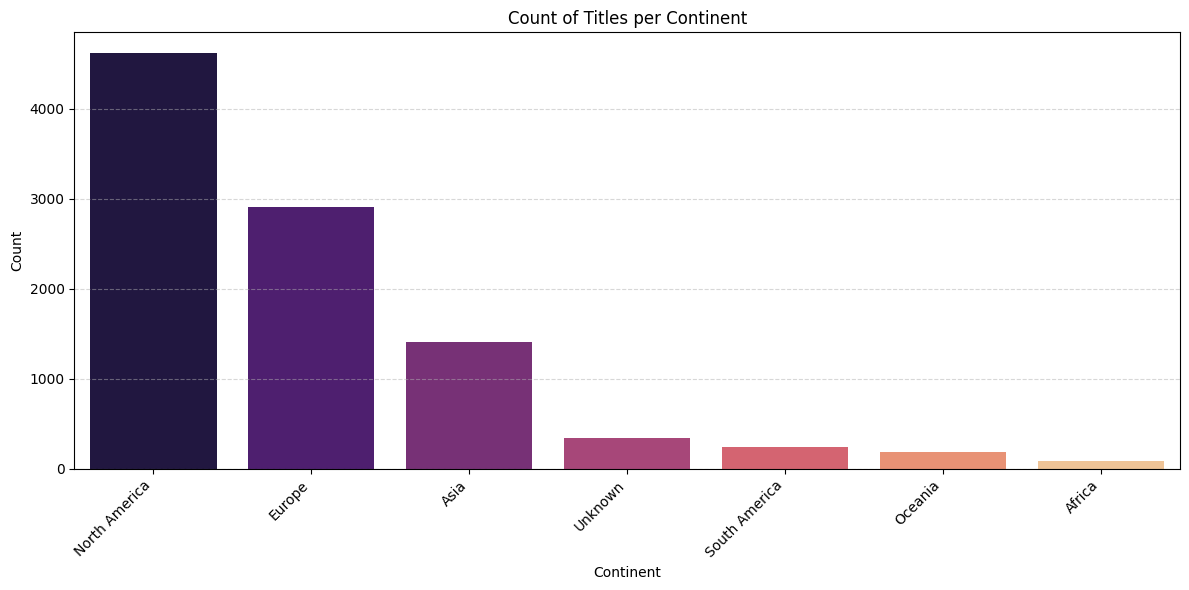 Count of Titles per Continent
Count
4000
3000
2000
1000
0
North America
Europe
Asia
Unknown
South America
Oceania
Africa
Continent